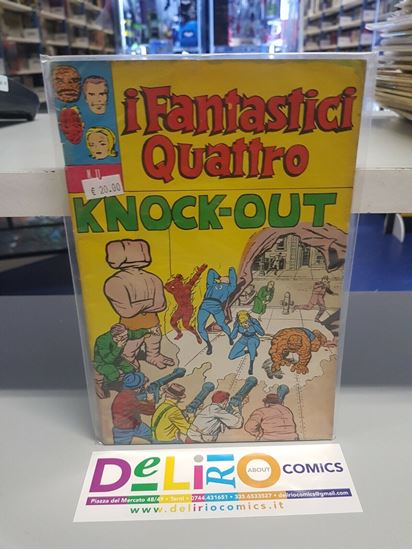 i Fantastici
Quattro
N. 11
€ 20.00
KNOCK-OUT
DELIRIO ABOUT COMICS
Piazza del Mercato 48/49 • Terni • 0744.431651 • 335.6533527 • deliriocomics@gmail.com
www.deliriocomics.it